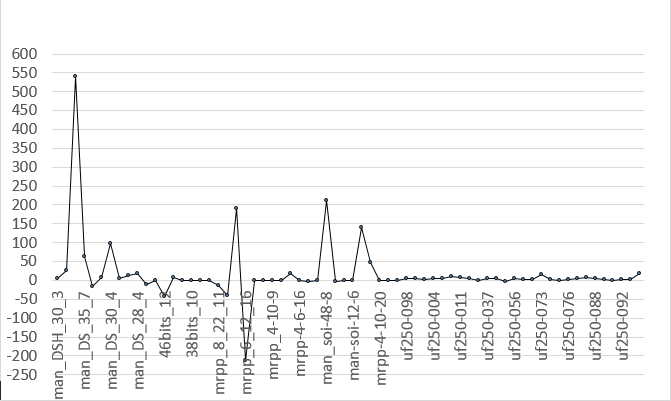 600
550
500
450
400
350
300
250
200
150
100
50
0
-50
-100
-150
-200
-250
man_DSH_30_3
man_DS_35_7
man_DS_30_4
man_DS_28_4
46bits_12
38bits_10
mrpp_8_22_11
mrpp_6_12_16
mrpp_4-10-9
mrpp-4-6-16
man_sol-48-8
man-sol-12-6
mrpp-4-10-20
uf250-098
uf250-004
uf250-011
uf250-037
uf250-056
uf250-073
uf250-076
uf250-088
uf250-092